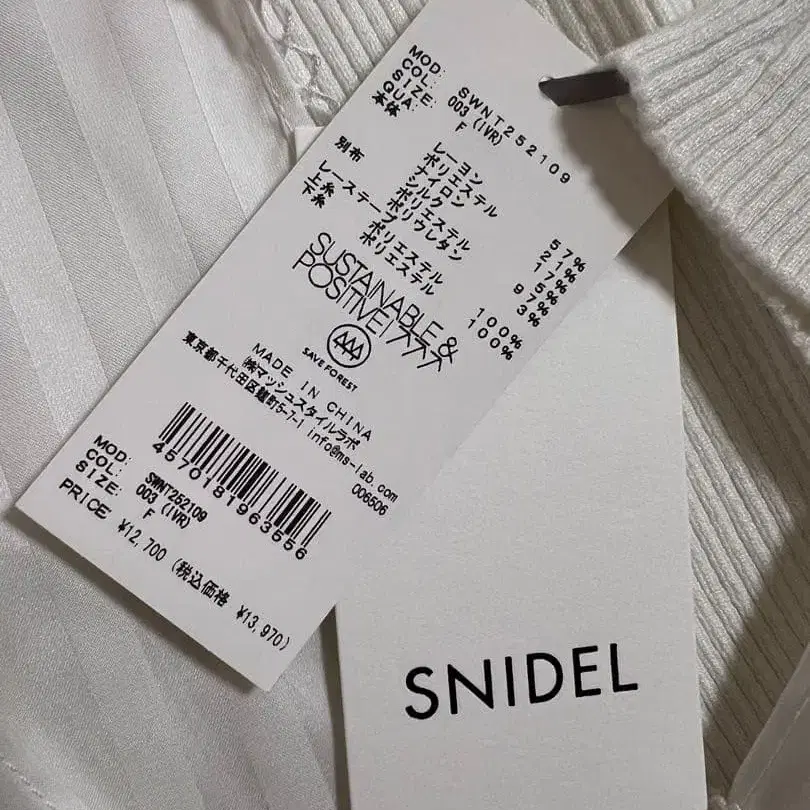 MOD: SWNT252109
COL: 003 (IVR)
SIZE: F
QUA:
本体 レーヨン 57%
ポリエステル 21%
ナイロン 17%
シルク 5%
別布 ポリエステル 97%
ポリウレタン 3%
レーステープ
上糸 ポリエステル 100%
下糸 ポリエステル 100%
SUSTAINABLE &
POSITIVE!
SAVE FOREST
MADE IN CHINA
㈱マッシュスタイルラボ
東京都千代田区麹町5-7-1 info@ms-lab.com
006506
4570181963556
MOD: SWNT252109
COL: 003 (IVR)
SIZE: F
PRICE ¥12,700 (税込価格 ¥13,970)
SNIDEL